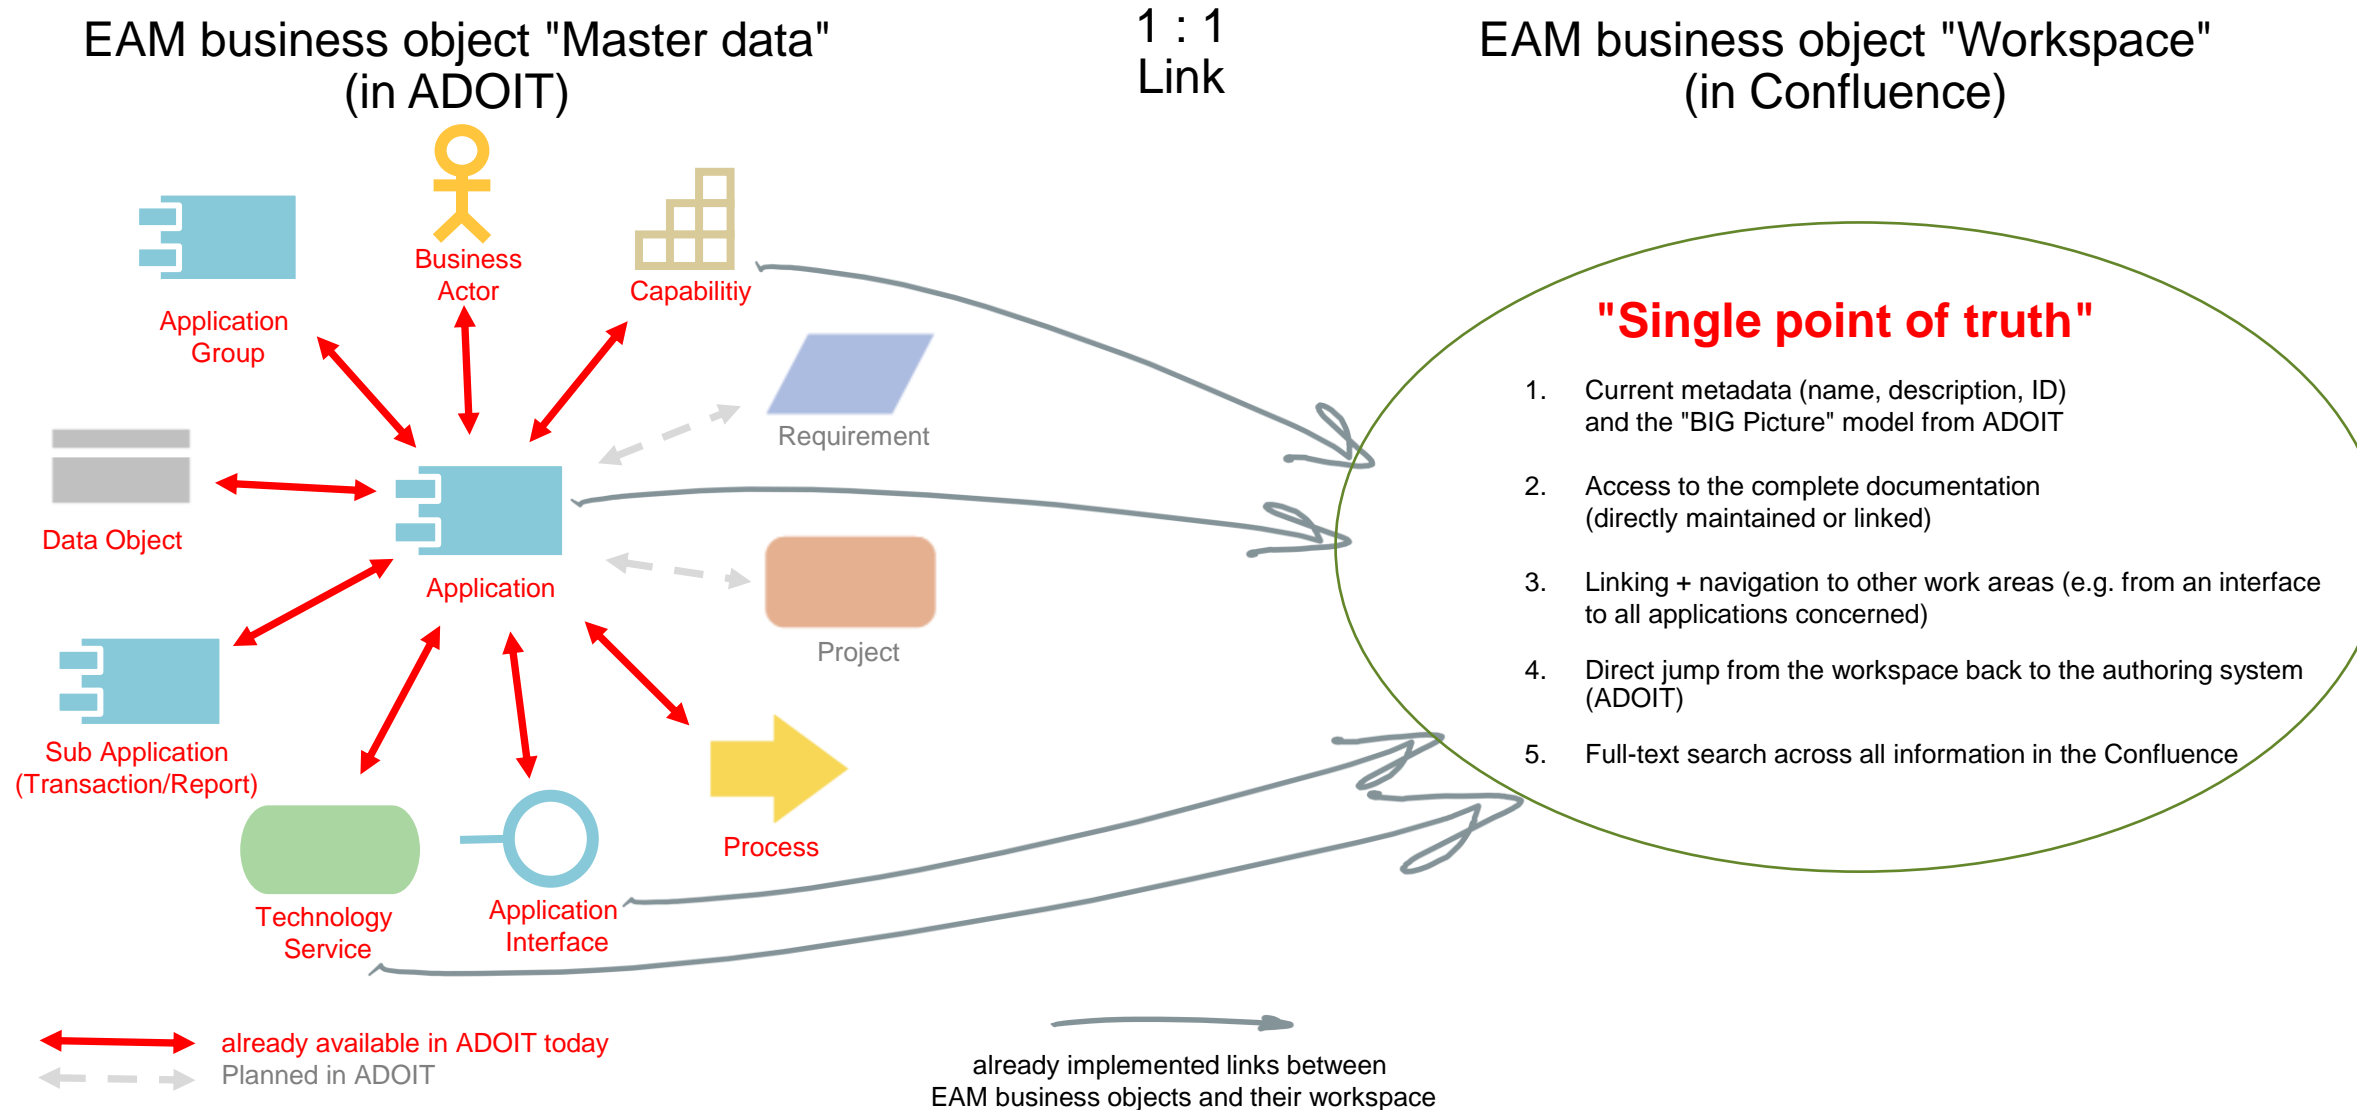 EAM business object "Master data"
(in ADOIT)
1 : 1
Link
EAM business object "Workspace"
(in Confluence)
Business
Actor
Capabilitiy
Application
Group
Requirement
Data Object
Application
Project
Sub Application
(Transaction/Report)
Process
Technology
Service
Application
Interface
"Single point of truth"
1. Current metadata (name, description, ID)
and the "BIG Picture" model from ADOIT
2. Access to the complete documentation
(directly maintained or linked)
3. Linking + navigation to other work areas (e.g. from an interface
to all applications concerned)
4. Direct jump from the workspace back to the authoring system
(ADOIT)
5. Full-text search across all information in the Confluence
already available in ADOIT today
Planned in ADOIT
already implemented links between
EAM business objects and their workspace